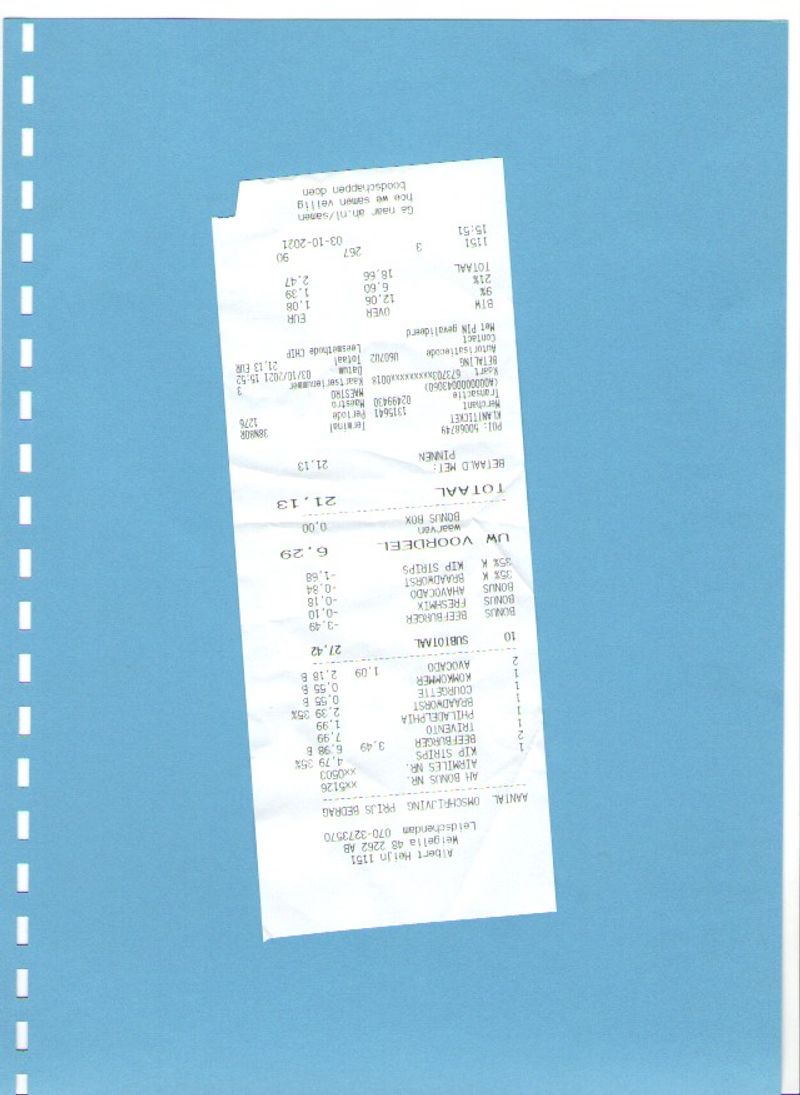 Albert Heijn 1151
Weigelia 48 2262 AB
Leidschendam 070-3273570
AANTAL OMSCHRIJVING PRIJS BEDRAG
AH BONUS NR. xx5126
AIRMILES NR. xx0503
1 KIP STRIPS 4,79 35%
2 BEEFBURGER 3,49 6,98 B
1 TRIVENTO 7,99
1 PHILADELPHIA 1,99
1 BRAADWORST 2,39 35%
1 COURGETTE 0,55 B
1 KOMKOMMER 0,55 B
2 AVOCADO 1,09 2,18 B
10 SUBTOTAAL 27,42
BONUS BEEFBURGER -3,49
BONUS FRESHMIX -0,10
BONUS AHAVOCADO -0,18
35% K BRAADWORST -0,84
35% K KIP STRIPS -1,68
UW VOORDEEL 6,29
waarvan
BONUS BOX 0,00
TOTAAL 21,13
BETAALD MET:
PINNEN 21,13
POI: 50068749
KLANTTICKET
Terminal 38N8QR
Merchant 1315641
Periode 1276
Transactie 02499430
Maestro
(A0000000043060)
MAESTRO
Kaart 673703xxxxxxxxx0018
Kaartserienummer 3
BETALING
Datum 03/10/2021 15:52
Autorisatiecode 0607U2
Totaal 21,13 EUR
Contact
Leesmethode CHIP
Met PIN gevalideerd
BTW OVER EUR
9% 12,06 1,08
21% 6,60 1,39
TOTAAL 18,66 2,47
1151 3 267 90
15:51 03-10-2021
Ga naar ah.nl/samen
hoe we samen veilig
boodschappen doen